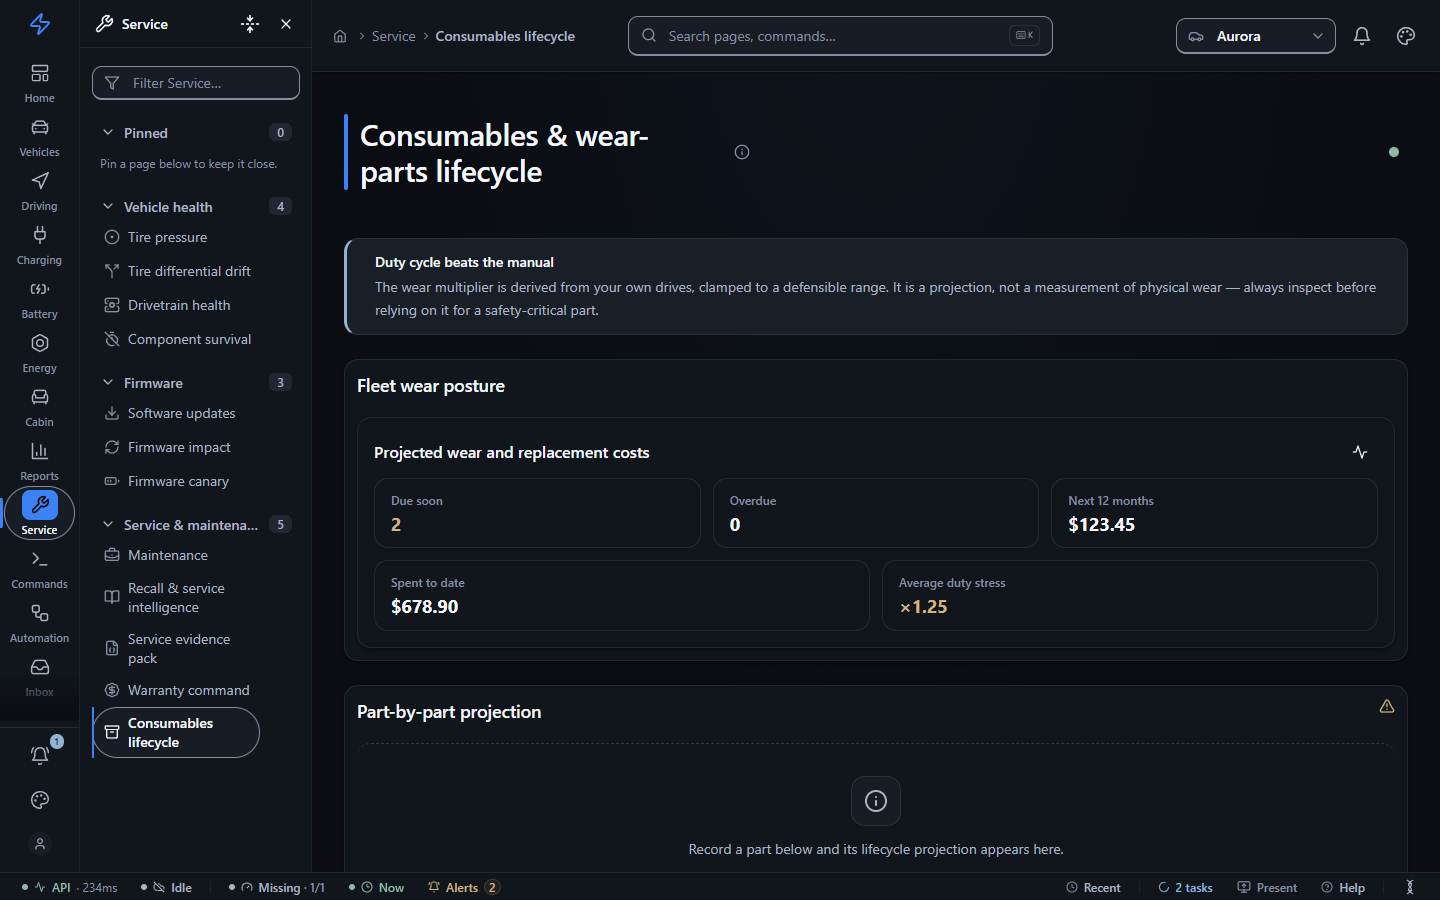 Service
Service
Consumables lifecycle
Search pages, commands...
K
Aurora
Home
Vehicles
Driving
Charging
Battery
Energy
Cabin
Reports
Service
Commands
Automation
Inbox
1
Filter Service...
Pinned
0
Pin a page below to keep it close.
Vehicle health
4
Tire pressure
Tire differential drift
Drivetrain health
Component survival
Firmware
3
Software updates
Firmware impact
Firmware canary
Service & maintena...
5
Maintenance
Recall & service
intelligence
Service evidence
pack
Warranty command
Consumables
lifecycle
Consumables & wear-
parts lifecycle
Duty cycle beats the manual
The wear multiplier is derived from your own drives, clamped to a defensible range. It is a projection, not a measurement of physical wear — always inspect before
relying on it for a safety-critical part.
Fleet wear posture
Projected wear and replacement costs
Due soon
2
Overdue
0
Next 12 months
$123.45
Spent to date
$678.90
Average duty stress
×1.25
Part-by-part projection
Record a part below and its lifecycle projection appears here.
API · 234ms
Idle
Missing · 1/1
Now
Alerts 2
Recent
2 tasks
Present
Help